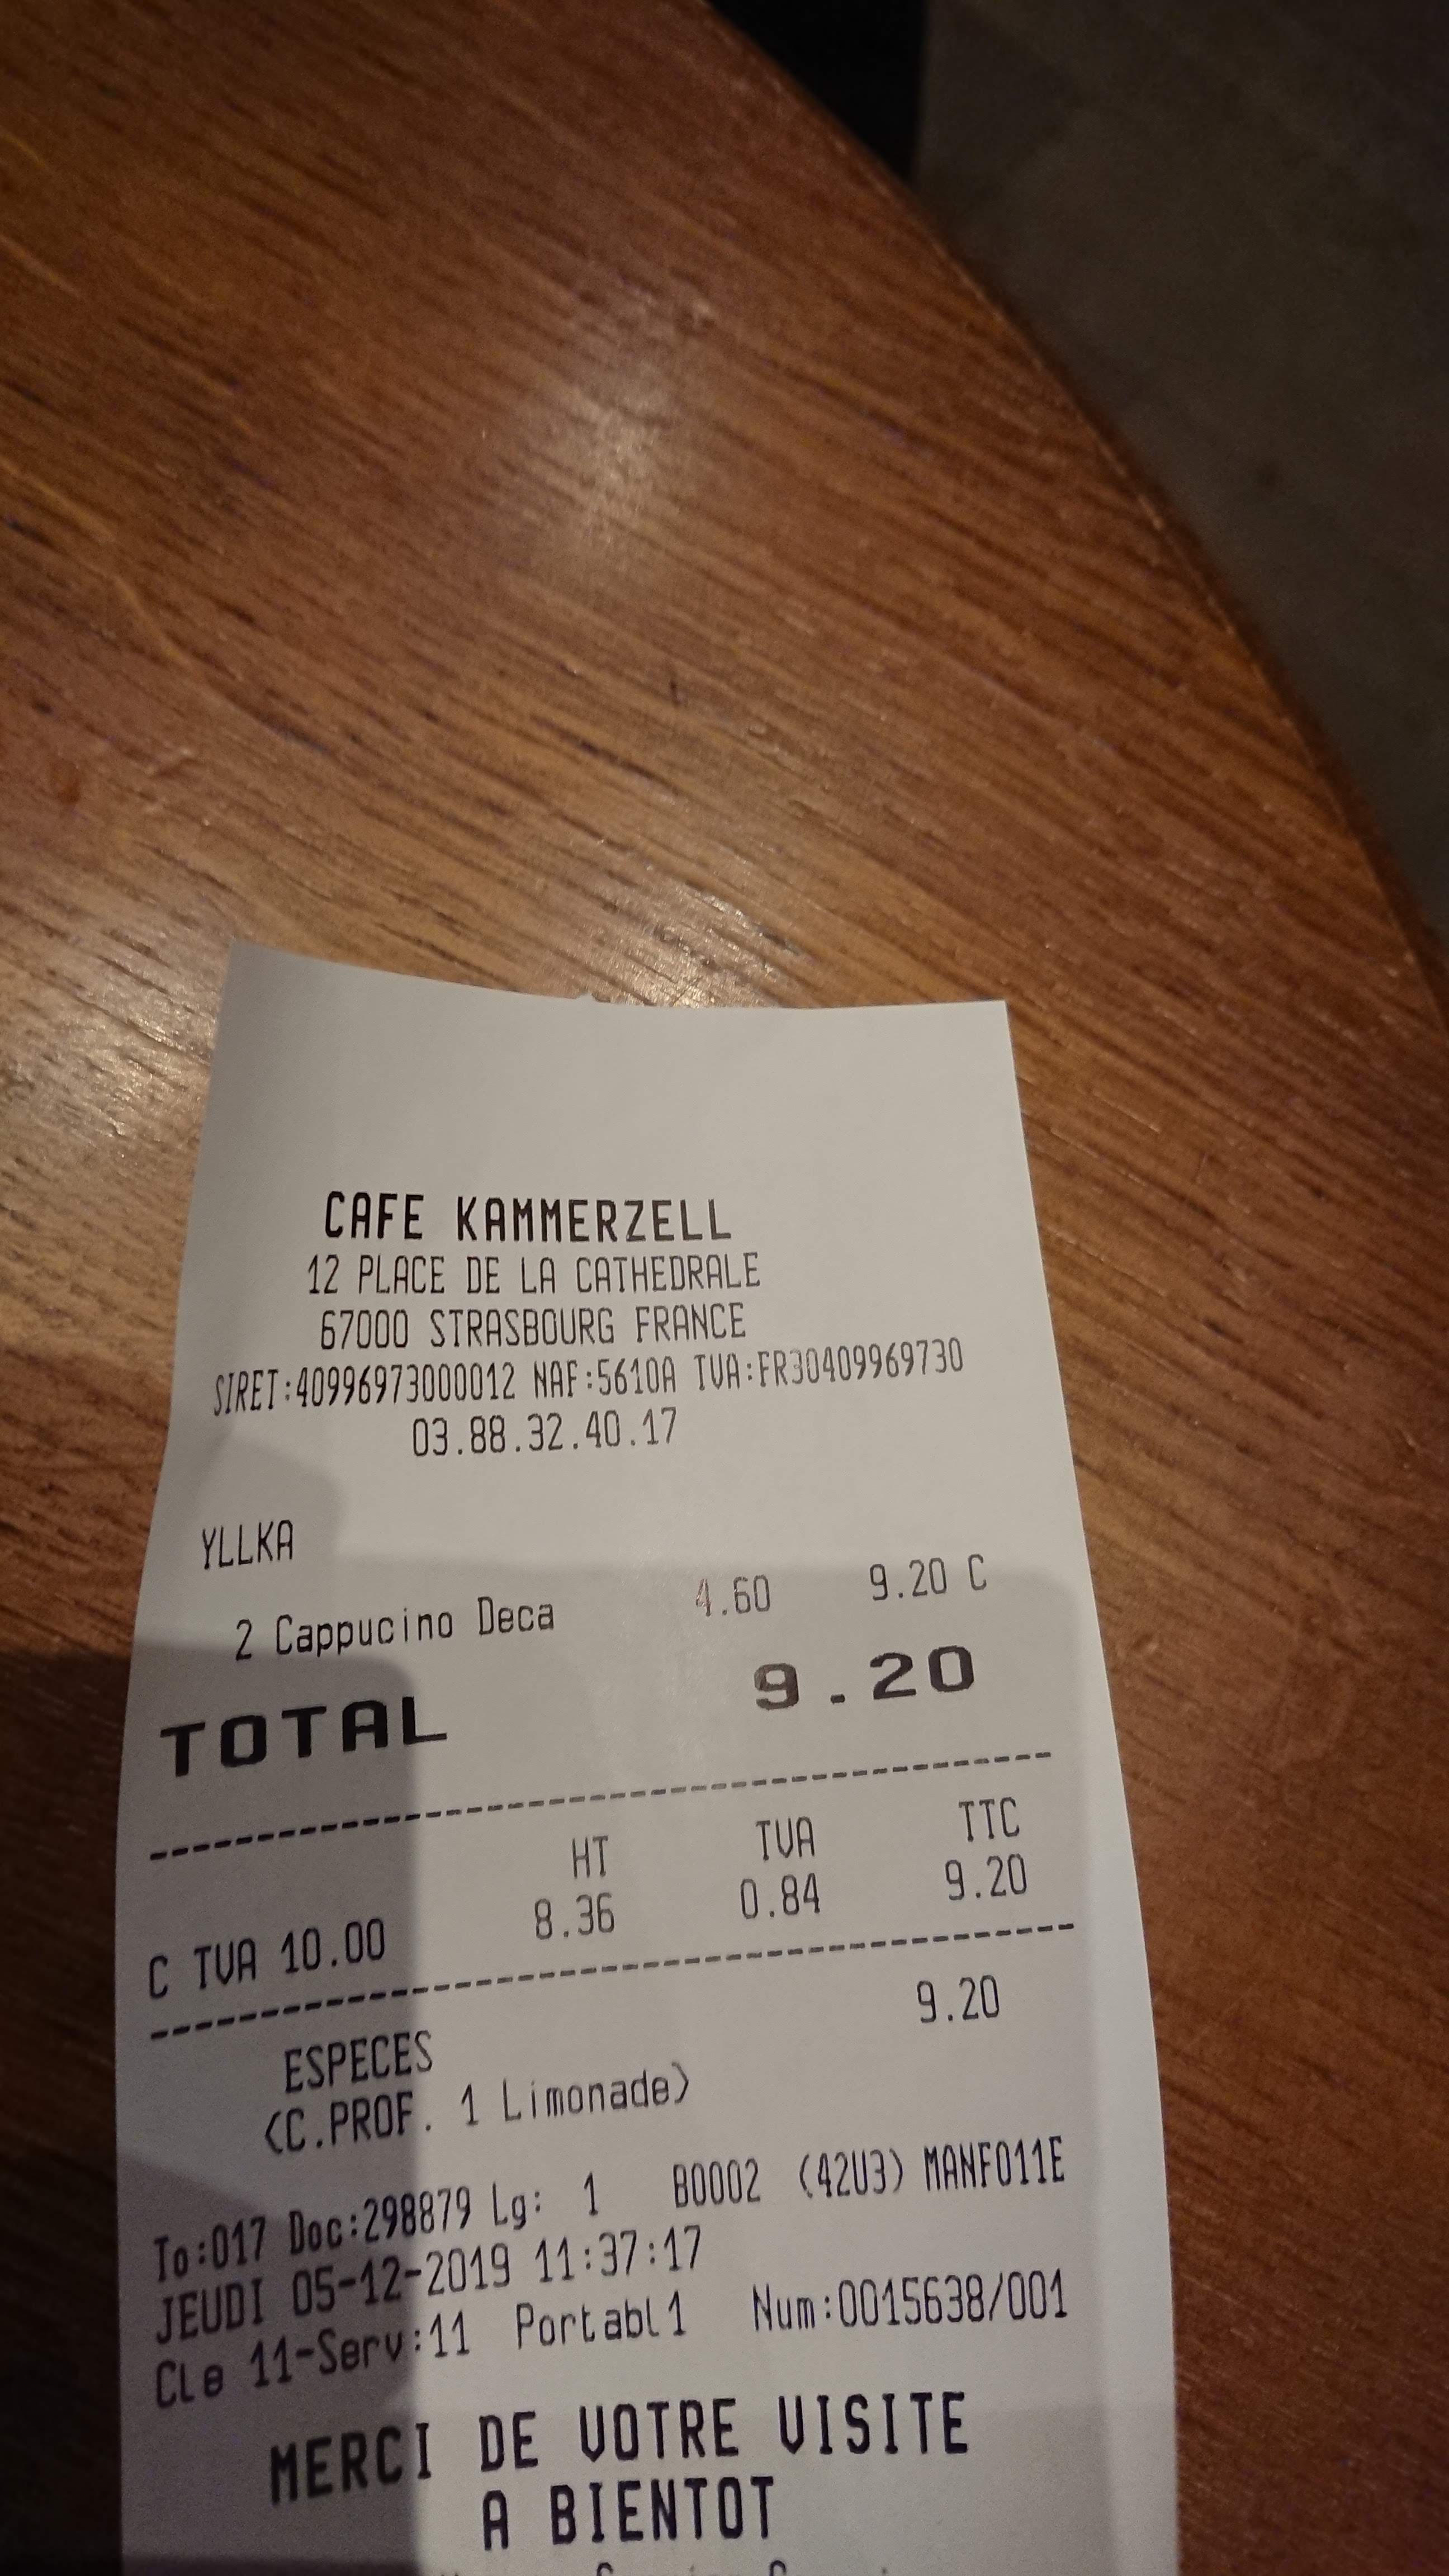 CAFE KAMMERZELL
12 PLACE DE LA CATHEDRALE
67000 STRASBOURG FRANCE
SIRET:40996973000012 NAF:5610A TVA:FR30409969730
03.88.32.40.17
YLLKA
2 Cappucino Deca 4.60 9.20 C
TOTAL 9.20
HT TVA TTC
C TVA 10.00 8.36 0.84 9.20
ESPECES 9.20
(C.PROF. 1 Limonade)
To:017 Doc:298879 Lg: 1 B0002 (42U3) MANF011E
JEUDI 05-12-2019 11:37:17
Cle 11-Serv:11 Portabl1 Num:0015638/001
MERCI DE VOTRE VISITE
A BIENTOT